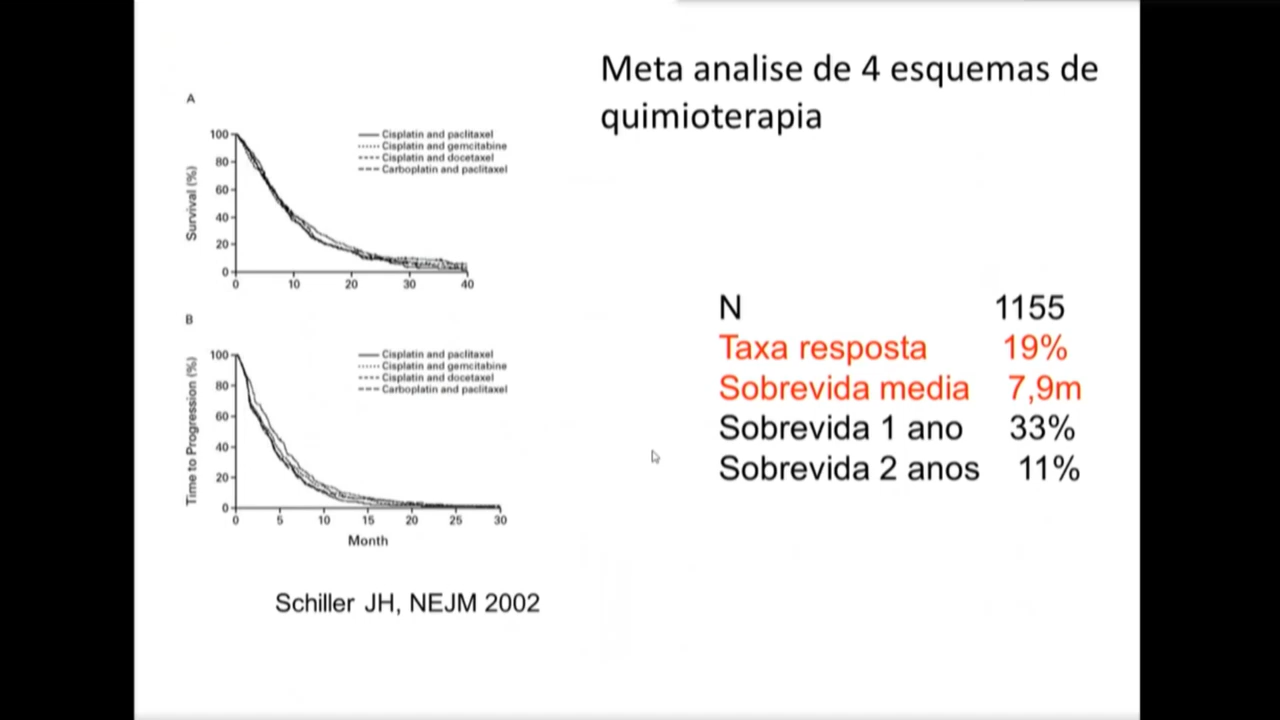 Meta analise de 4 esquemas de
quimioterapia
A
Survival (%)
100
80
60
40
20
0
0 10 20 30 40
Cisplatin and paclitaxel
Cisplatin and gemcitabine
Cisplatin and docetaxel
Carboplatin and paclitaxel
B
Time to Progression (%)
100
80
60
40
20
0
0 5 10 15 20 25 30
Month
Cisplatin and paclitaxel
Cisplatin and gemcitabine
Cisplatin and docetaxel
Carboplatin and paclitaxel
N 1155
Taxa resposta 19%
Sobrevida media 7,9m
Sobrevida 1 ano 33%
Sobrevida 2 anos 11%
Schiller JH, NEJM 2002